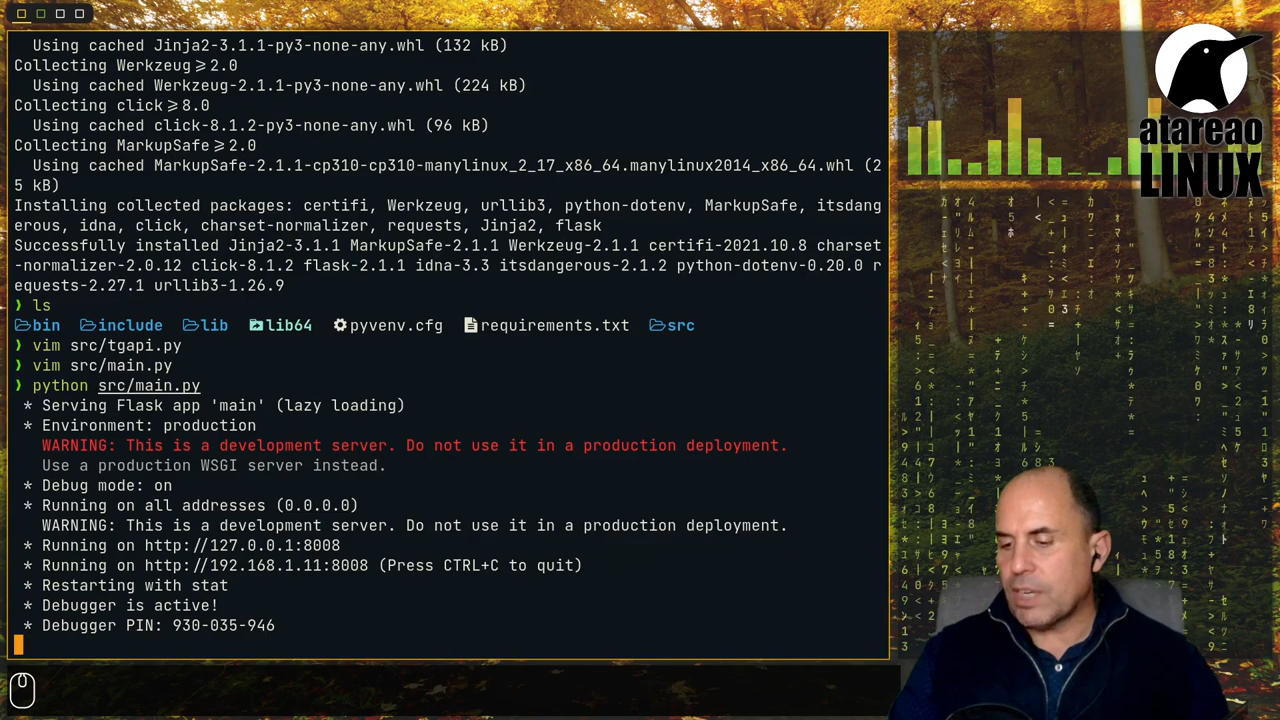 Using cached Jinja2-3.1.1-py3-none-any.whl (132 kB)
Collecting Werkzeug>=2.0
Using cached Werkzeug-2.1.1-py3-none-any.whl (224 kB)
Collecting click>=8.0
Using cached click-8.1.2-py3-none-any.whl (96 kB)
Collecting MarkupSafe>=2.0
Using cached MarkupSafe-2.1.1-cp310-cp310-manylinux_2_17_x86_64.manylinux2014_x86_64.whl (2
5 kB)
Installing collected packages: certifi, Werkzeug, urllib3, python-dotenv, MarkupSafe, itsdang
erous, idna, click, charset-normalizer, requests, Jinja2, flask
Successfully installed Jinja2-3.1.1 MarkupSafe-2.1.1 Werkzeug-2.1.1 certifi-2021.10.8 charset
-normalizer-2.0.12 click-8.1.2 flask-2.1.1 idna-3.3 itsdangerous-2.1.2 python-dotenv-0.20.0 r
equests-2.27.1 urllib3-1.26.9
❯ ls
bin include lib lib64 pyvenv.cfg requirements.txt src
❯ vim src/tgapi.py
❯ vim src/main.py
❯ python src/main.py
* Serving Flask app 'main' (lazy loading)
* Environment: production
WARNING: This is a development server. Do not use it in a production deployment.
Use a production WSGI server instead.
* Debug mode: on
* Running on all addresses (0.0.0.0)
WARNING: This is a development server. Do not use it in a production deployment.
* Running on http://127.0.0.1:8008
* Running on http://192.168.1.11:8008 (Press CTRL+C to quit)
* Restarting with stat
* Debugger is active!
* Debugger PIN: 930-035-946
atareao
LINUX